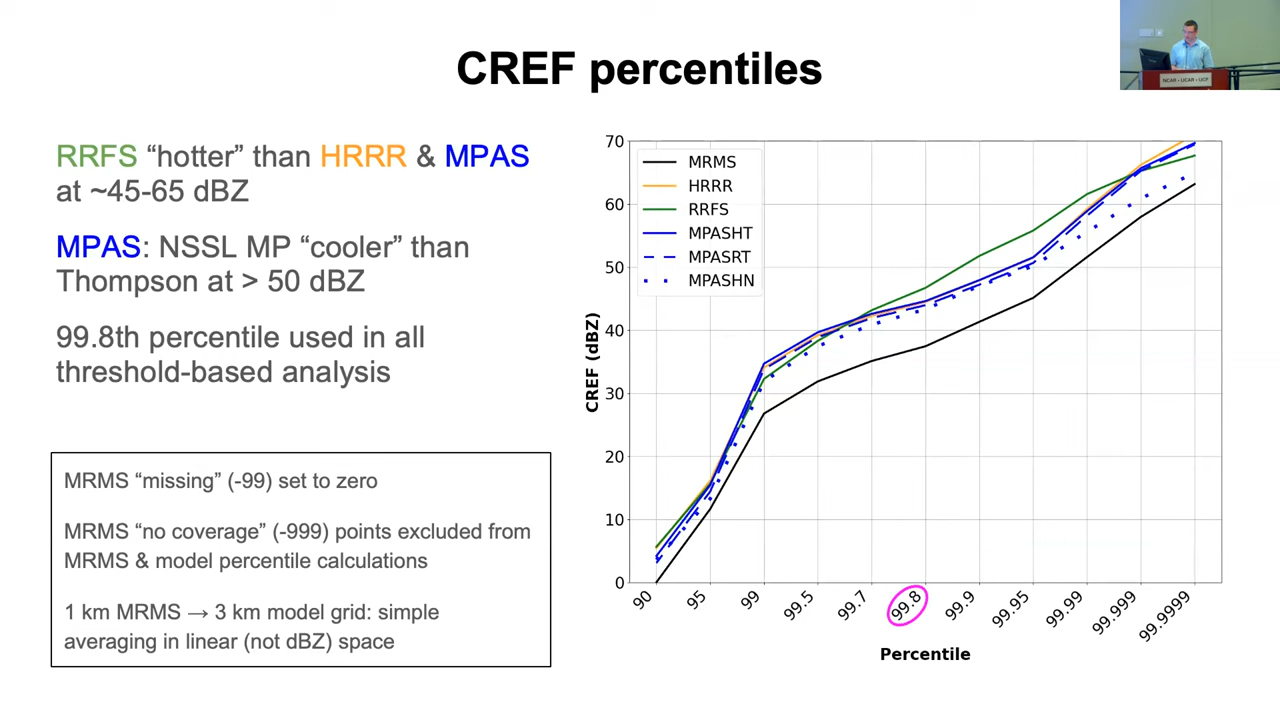 CREF percentiles
NCAR • UCAR • UCP
RRFS “hotter” than HRRR & MPAS
at ~45-65 dBZ
MPAS: NSSL MP “cooler” than
Thompson at > 50 dBZ
99.8th percentile used in all
threshold-based analysis
MRMS “missing” (-99) set to zero
MRMS “no coverage” (-999) points excluded from
MRMS & model percentile calculations
1 km MRMS → 3 km model grid: simple
averaging in linear (not dBZ) space
MRMS
HRRR
RRFS
MPASHT
MPASRT
MPASHN
CREF (dBZ)
70
60
50
40
30
20
10
0
90
95
99
99.5
99.7
99.8
99.9
99.95
99.99
99.999
99.9999
Percentile